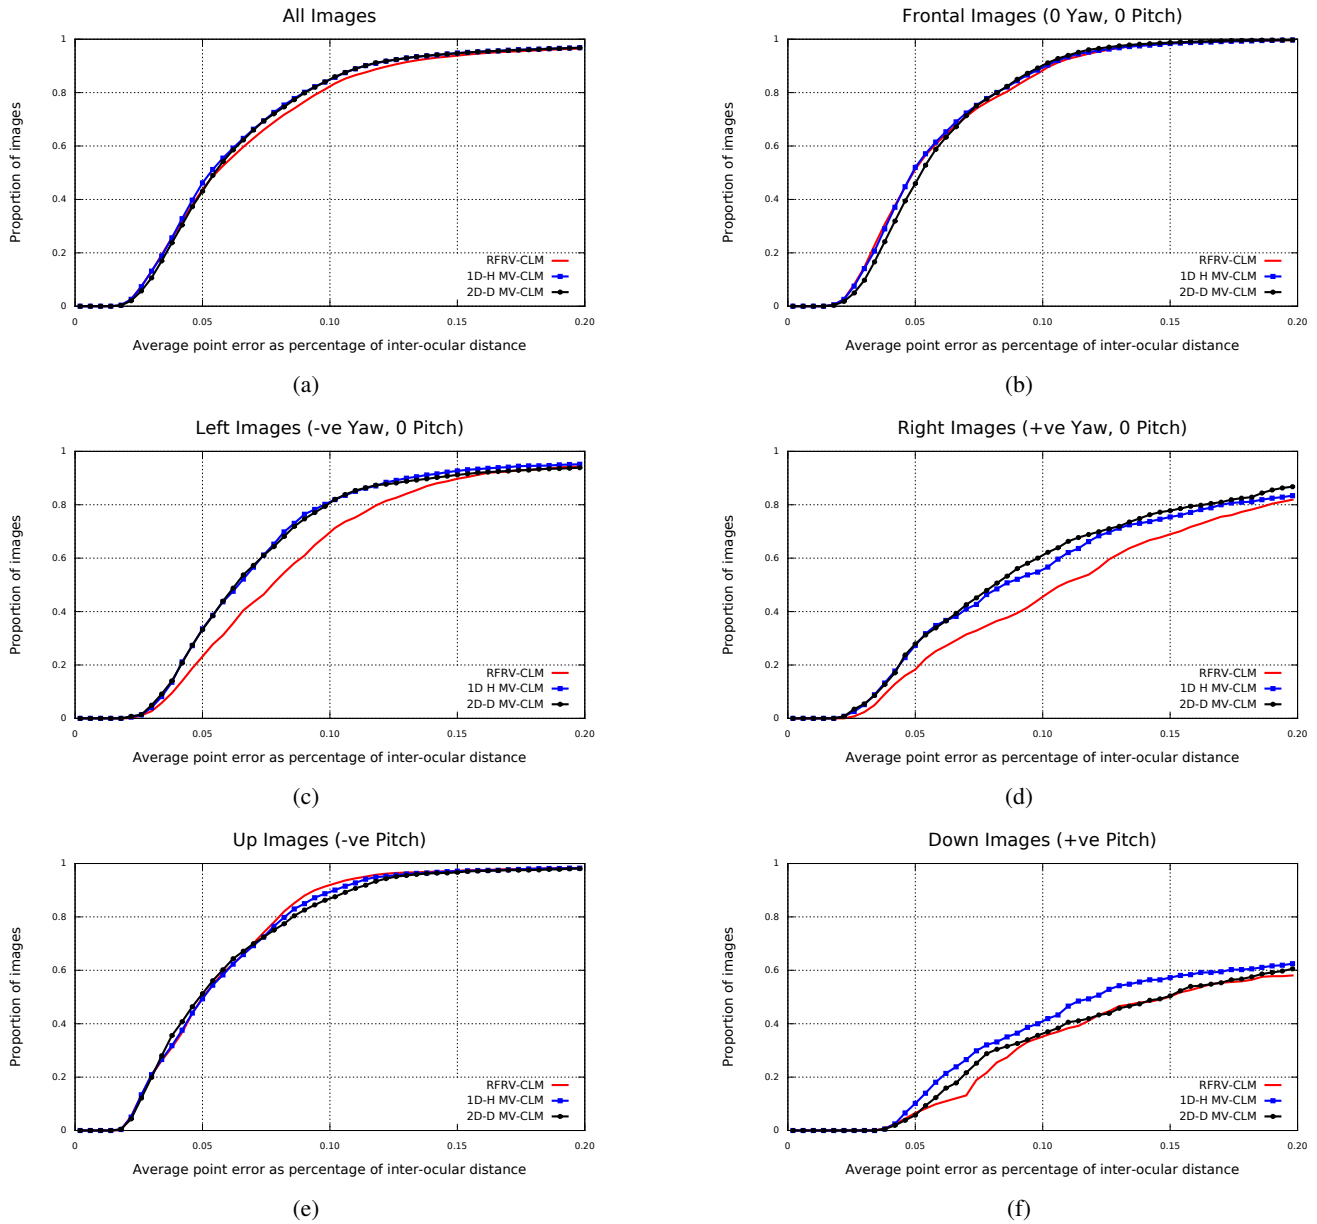 All Images
1
0.8
0.6
0.4
0.2
0
Proportion of images
RFRV-CLM
1D-H MV-CLM
2D-D MV-CLM
0 0.05 0.10 0.15 0.20
Average point error as percentage of inter-ocular distance
(a)
Frontal Images (0 Yaw, 0 Pitch)
1
0.8
0.6
0.4
0.2
0
Proportion of images
RFRV-CLM
1D H MV-CLM
2D-D MV-CLM
0 0.05 0.10 0.15 0.20
Average point error as percentage of inter-ocular distance
(b)
Left Images (-ve Yaw, 0 Pitch)
1
0.8
0.6
0.4
0.2
0
Proportion of images
RFRV-CLM
1D H MV-CLM
2D-D MV-CLM
0 0.05 0.10 0.15 0.20
Average point error as percentage of inter-ocular distance
(c)
Right Images (+ve Yaw, 0 Pitch)
1
0.8
0.6
0.4
0.2
0
Proportion of images
RFRV-CLM
1D H MV-CLM
2D-D MV-CLM
0 0.05 0.10 0.15 0.20
Average point error as percentage of inter-ocular distance
(d)
Up Images (-ve Pitch)
1
0.8
0.6
0.4
0.2
0
Proportion of images
RFRV-CLM
1D-H MV-CLM
2D-D MV-CLM
0 0.05 0.10 0.15 0.20
Average point error as percentage of inter-ocular distance
(e)
Down Images (+ve Pitch)
1
0.8
0.6
0.4
0.2
0
Proportion of images
RFRV-CLM
1D-H MV-CLM
2D-D MV-CLM
0 0.05 0.10 0.15 0.20
Average point error as percentage of inter-ocular distance
(f)